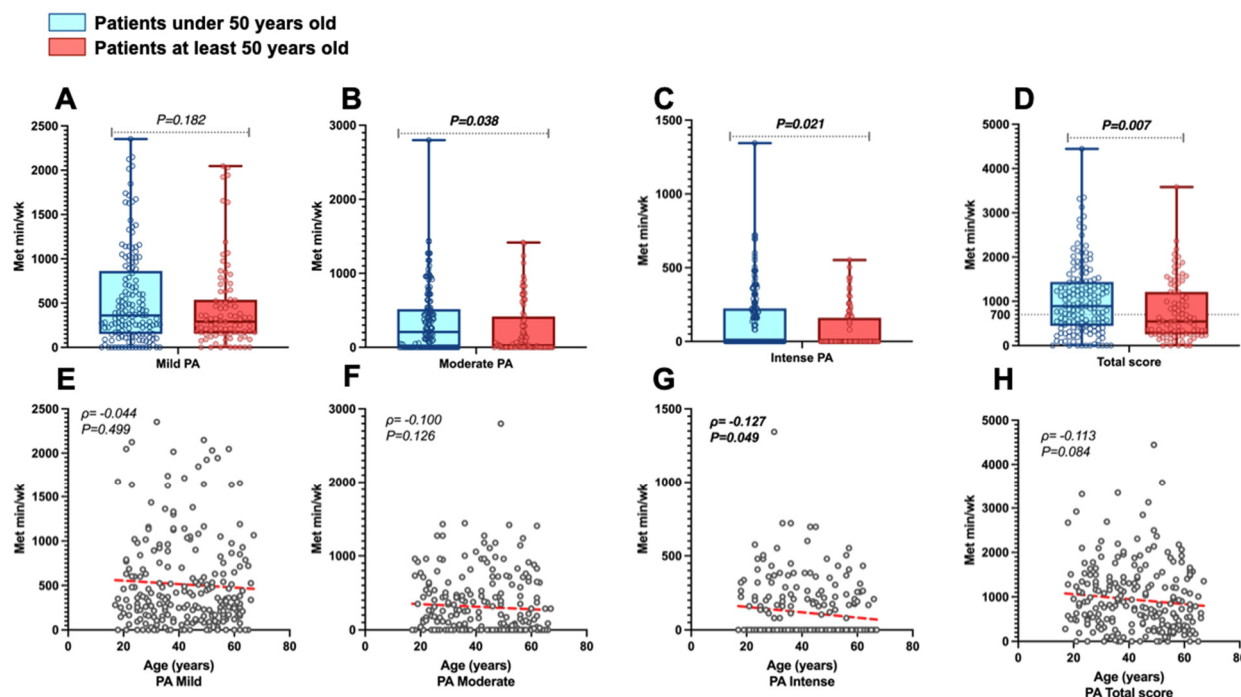 Patients under 50 years old
Patients at least 50 years old
A
P=0.182
2500
2000
1500
1000
500
0
Met min/wk
Mild PA
B
P=0.038
3000
2000
1000
0
Met min/wk
Moderate PA
C
P=0.021
1500
1000
500
0
Met min/wk
Intense PA
D
P=0.007
5000
4000
3000
2000
1000
700
0
Met min/wk
Total score
E
ρ= -0.044
P=0.499
2500
2000
1500
1000
500
0
Met min/wk
0 20 40 60 80
Age (years)
PA Mild
F
ρ= -0.100
P=0.126
3000
2000
1000
0
Met min/wk
0 20 40 60 80
Age (years)
PA Moderate
G
ρ= -0.127
P=0.049
1500
1000
500
0
Met min/wk
0 20 40 60 80
Age (years)
PA Intense
H
ρ= -0.113
P=0.084
5000
4000
3000
2000
1000
0
Met min/wk
0 20 40 60 80
Age (years)
PA Total score